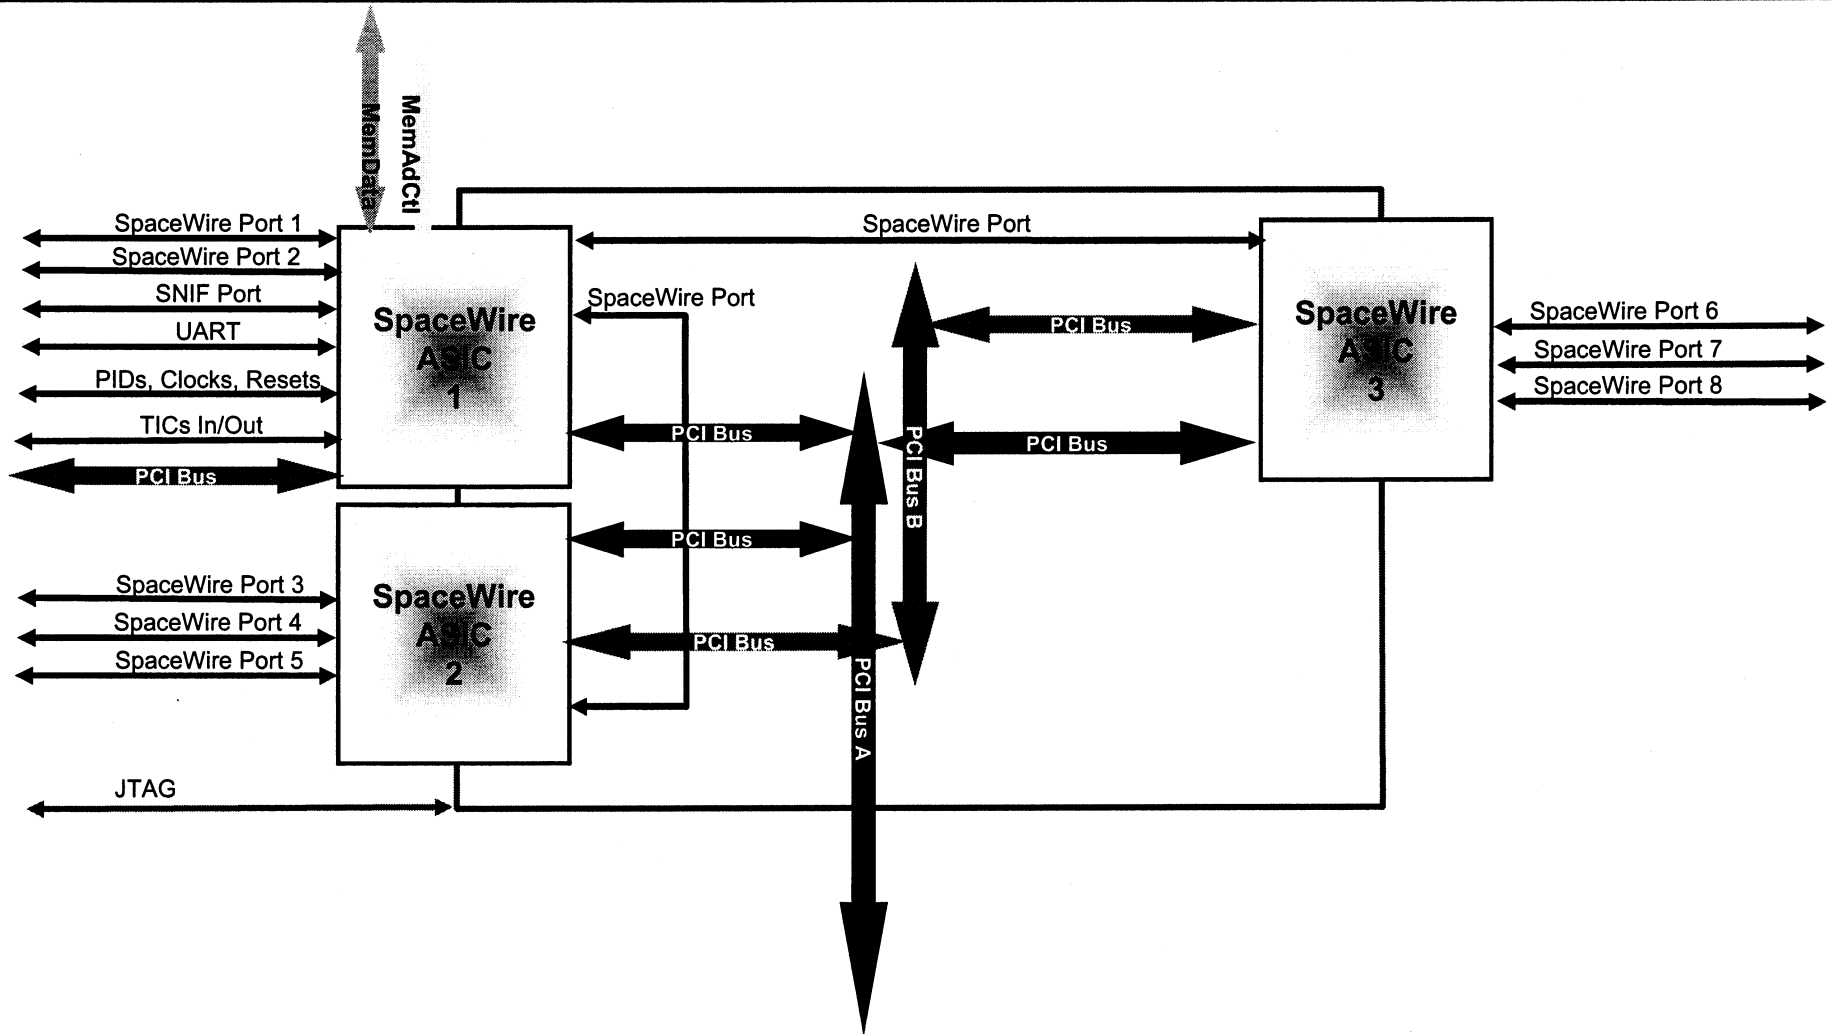 MemData
MemAdCtl
SpaceWire Port 1
SpaceWire Port 2
SNIF Port
UART
PIDs, Clocks, Resets
TICs In/Out
PCI Bus
SpaceWire
ASIC
1
SpaceWire Port
SpaceWire Port
PCI Bus
PCI Bus
PCI Bus
PCI Bus
PCI Bus B
SpaceWire
ASIC
3
SpaceWire Port 6
SpaceWire Port 7
SpaceWire Port 8
SpaceWire Port 3
SpaceWire Port 4
SpaceWire Port 5
SpaceWire
ASIC
2
PCI Bus
PCI Bus A
JTAG